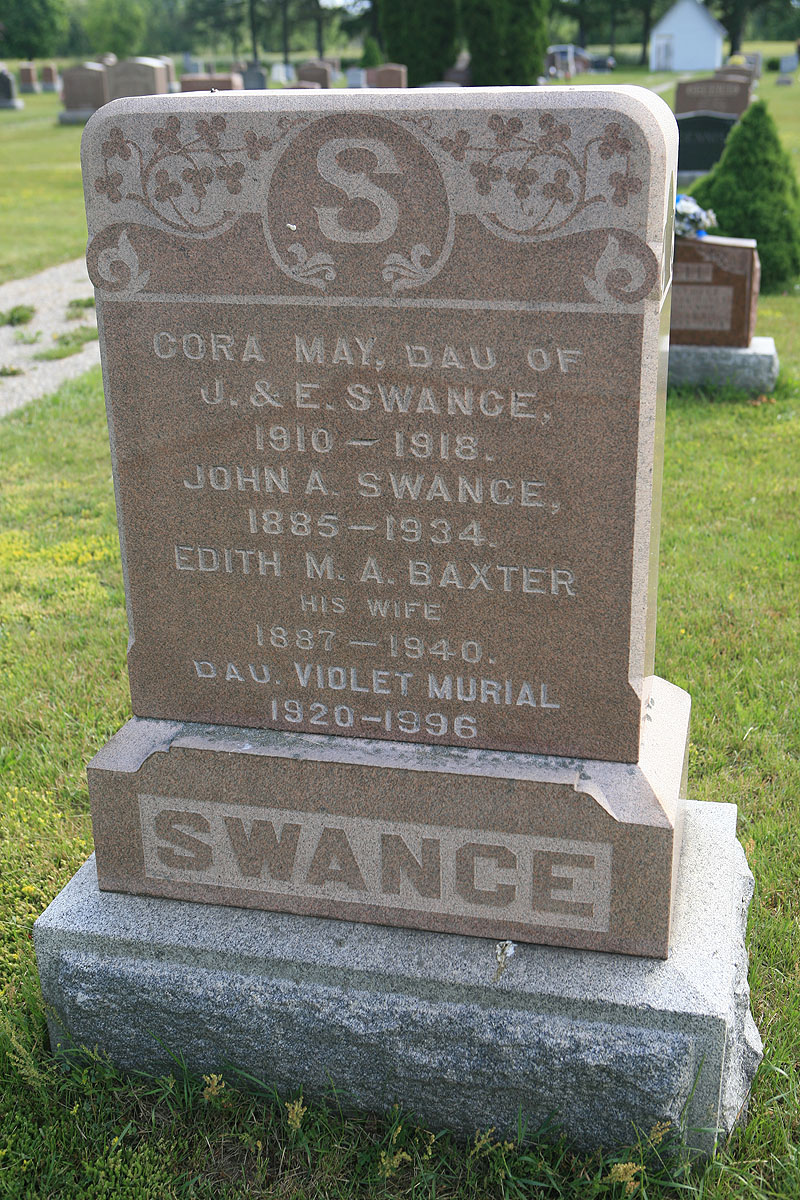 S
CORA MAY, DAU OF
J. & E. SWANCE,
1910 – 1918.
JOHN A. SWANCE,
1885 – 1934.
EDITH M. A. BAXTER
HIS WIFE
1887 – 1940.
DAU. VIOLET MURIAL
1920 – 1996
SWANCE